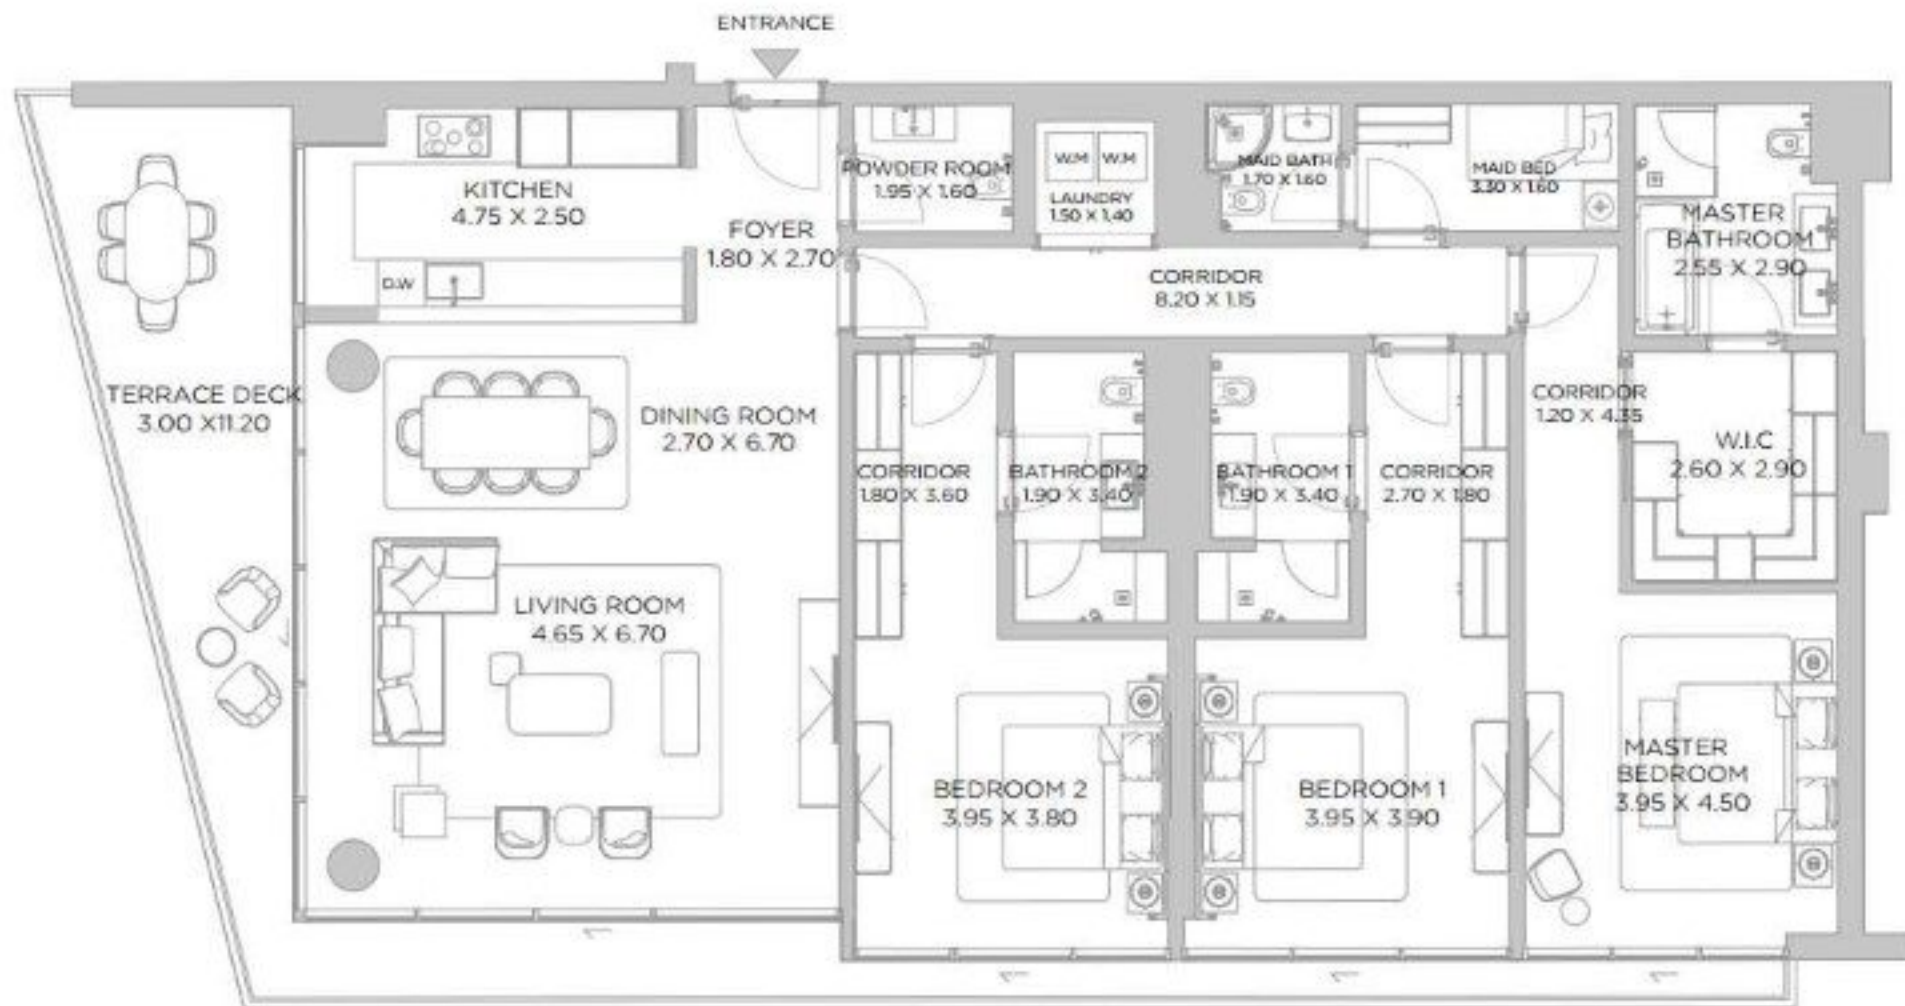 ENTRANCE
KITCHEN
4.75 X 2.50
D.W
FOYER
1.80 X 2.70
POWDER ROOM
1.95 X 1.60
W.M W.M
LAUNDRY
1.50 X 1.40
MAID BATH
1.70 X 1.60
MAID BED
3.30 X 1.60
MASTER
BATHROOM
2.55 X 2.90
CORRIDOR
8.20 X 1.15
TERRACE DECK
3.00 X11.20
DINING ROOM
2.70 X 6.70
CORRIDOR
1.80 X 3.60
BATHROOM 2
1.90 X 3.40
BATHROOM 1
1.90 X 3.40
CORRIDOR
2.70 X 1.80
CORRIDOR
1.20 X 4.35
W.I.C
2.60 X 2.90
LIVING ROOM
4.65 X 6.70
BEDROOM 2
3.95 X 3.80
BEDROOM 1
3.95 X 3.90
MASTER
BEDROOM
3.95 X 4.50